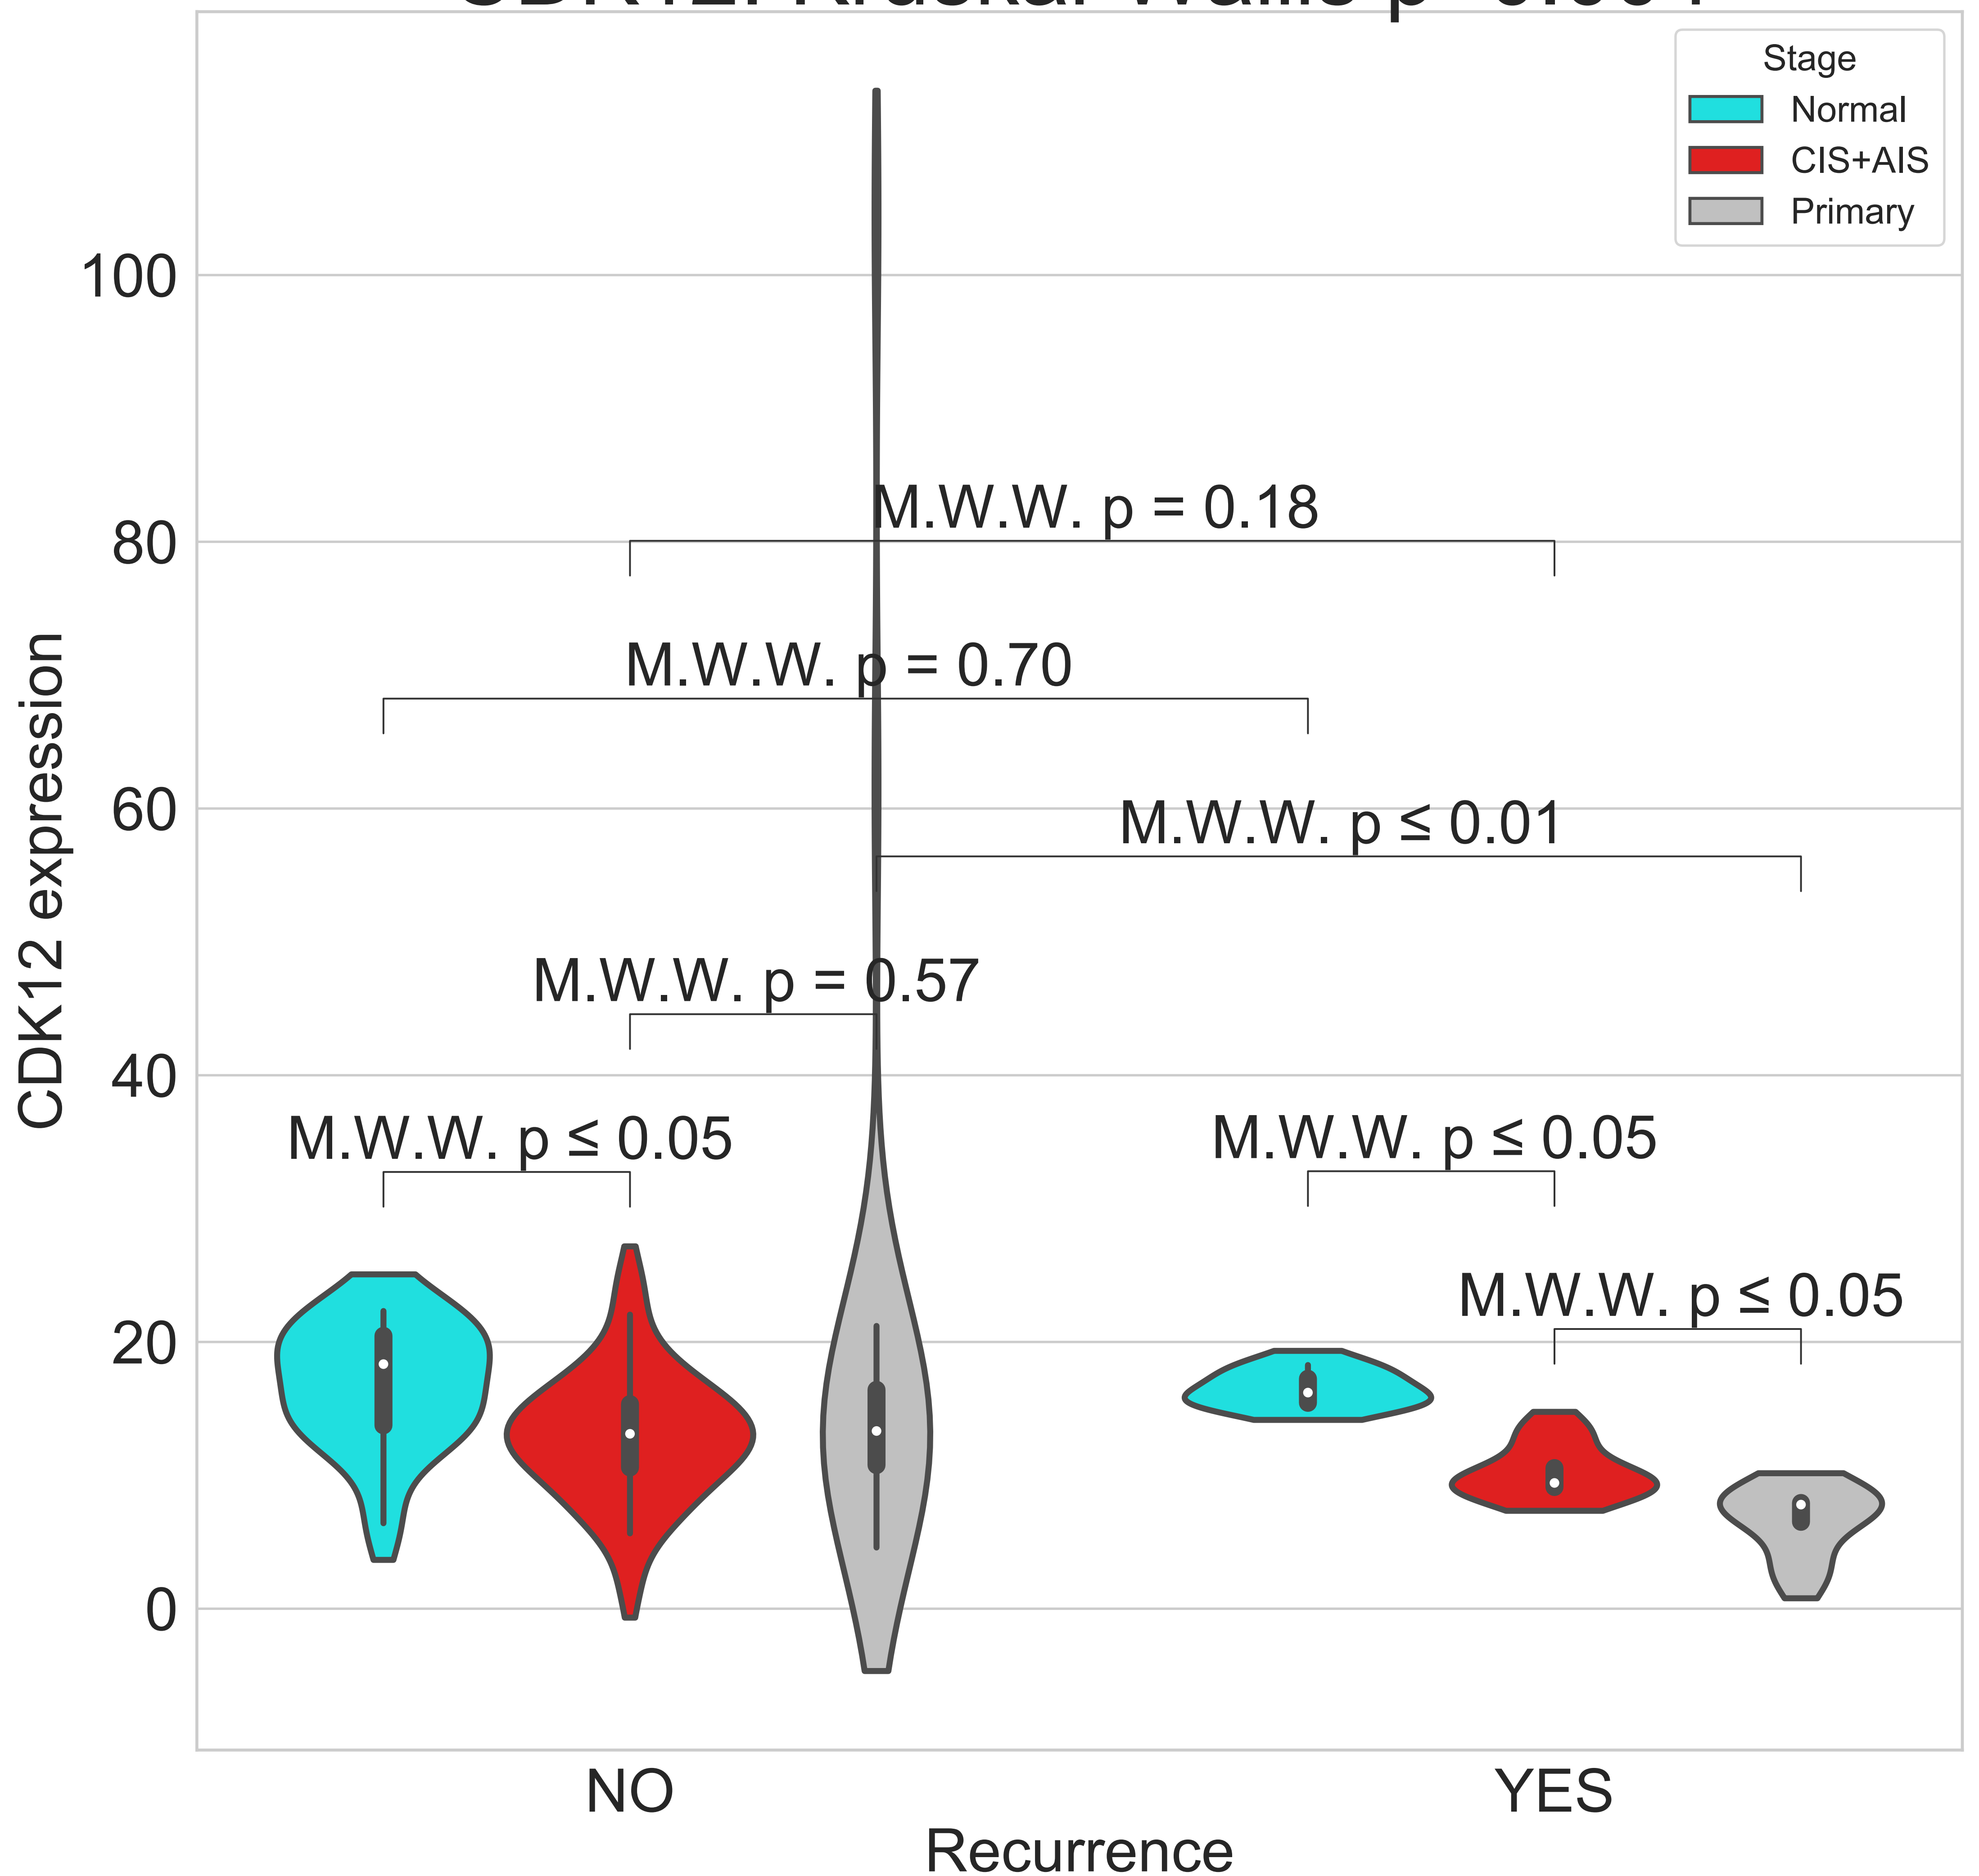 Stage
Normal
CIS+AIS
Primary
100
80
60
40
20
0
CDK12 expression
M.W.W. p = 0.18
M.W.W. p = 0.70
M.W.W. p ≤ 0.01
M.W.W. p = 0.57
M.W.W. p ≤ 0.05
M.W.W. p ≤ 0.05
M.W.W. p ≤ 0.05
NO
YES
Recurrence